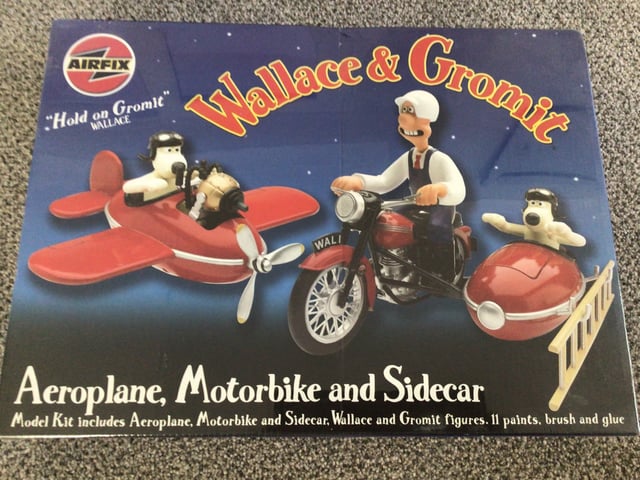 AIRFIX
Wallace & Gromit
"Hold on Gromit"
WALLACE
WALL
Aeroplane, Motorbike and Sidecar
Model Kit includes Aeroplane, Motorbike and Sidecar, Wallace and Gromit figures. 11 paints, brush and glue